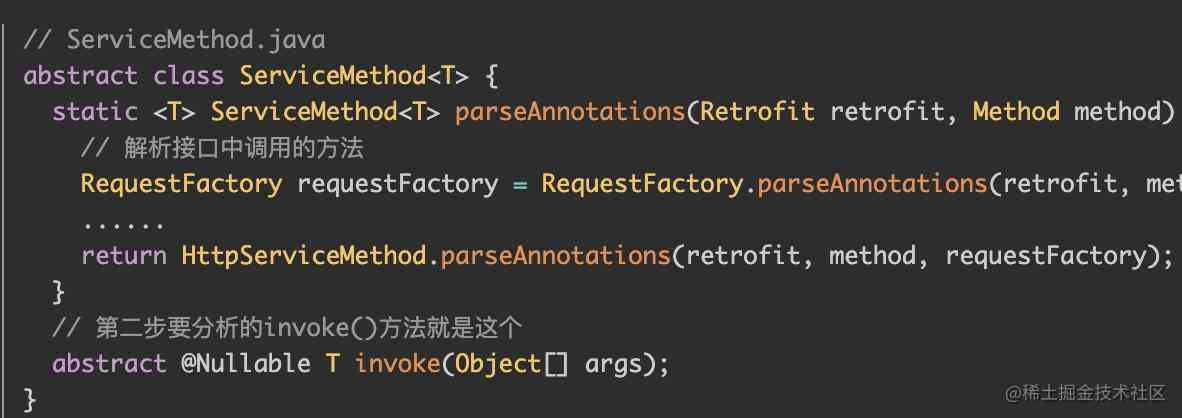 // ServiceMethod.java
abstract class ServiceMethod<T> {
  static <T> ServiceMethod<T> parseAnnotations(Retrofit retrofit, Method method)
    // 解析接口中调用的方法
    RequestFactory requestFactory = RequestFactory.parseAnnotations(retrofit, met
    ......
    return HttpServiceMethod.parseAnnotations(retrofit, method, requestFactory);
  }
  // 第二步要分析的invoke()方法就是这个
  abstract @Nullable T invoke(Object[] args);
}
@稀土掘金技术社区